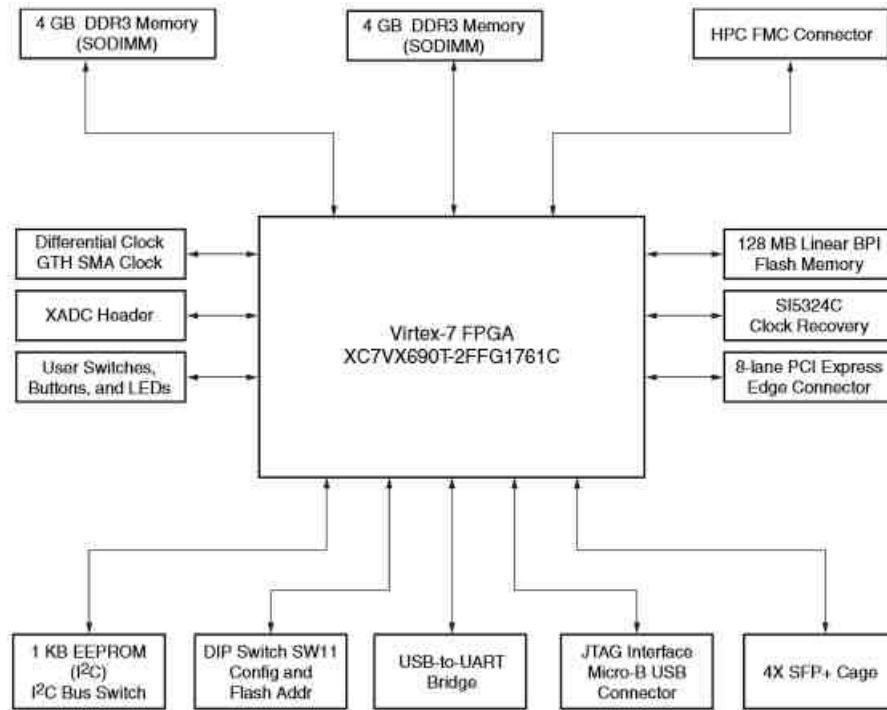 4 GB DDR3 Memory
(SODIMM)
4 GB DDR3 Memory
(SODIMM)
HPC FMC Connector
Differential Clock
GTH SMA Clock
XADC Header
User Switches,
Buttons, and LEDs
Virtex-7 FPGA
XC7VX690T-2FFG1761C
128 MB Linear BPI
Flash Memory
SI5324C
Clock Recovery
8-lane PCI Express
Edge Connector
1 KB EEPROM
(I²C)
I²C Bus Switch
DIP Switch SW11
Config and
Flash Addr
USB-to-UART
Bridge
JTAG Interface
Micro-B USB
Connector
4X SFP+ Cage